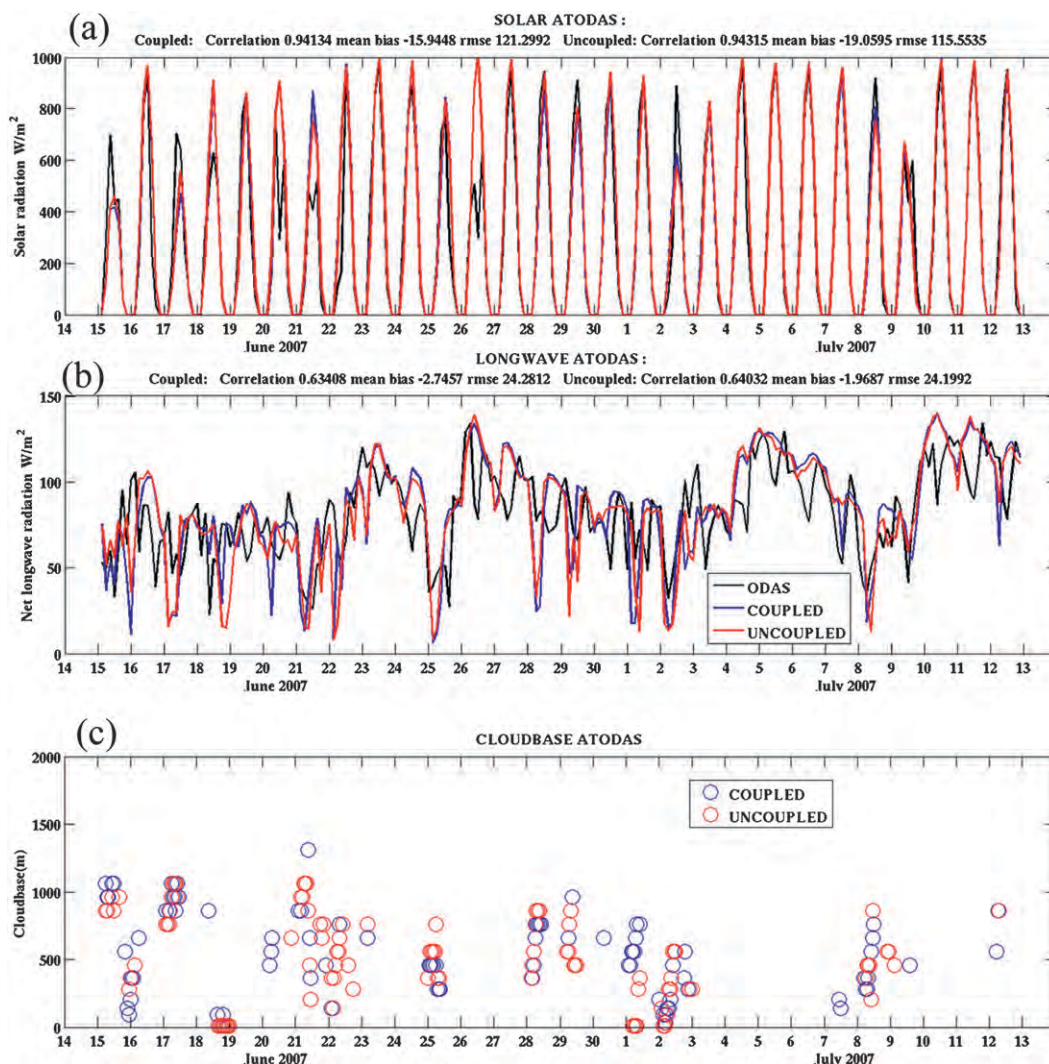 (a)
SOLAR ATODAS :
Coupled: Correlation 0.94134 mean bias -15.9448 rmse 121.2992 Uncoupled: Correlation 0.94315 mean bias -19.0595 rmse 115.5535
Solar radiation W/m²
1000
800
600
400
200
0
14 15 16 17 18 19 20 21 22 23 24 25 26 27 28 29 30 1 2 3 4 5 6 7 8 9 10 11 12 13
June 2007 July 2007
(b)
LONGWAVE ATODAS :
Coupled: Correlation 0.63408 mean bias -2.7457 rmse 24.2812 Uncoupled: Correlation 0.64032 mean bias -1.9687 rmse 24.1992
Net longwave radiation W/m²
150
100
50
0
ODAS
COUPLED
UNCOUPLED
14 15 16 17 18 19 20 21 22 23 24 25 26 27 28 29 30 1 2 3 4 5 6 7 8 9 10 11 12 13
June 2007 July 2007
(c)
CLOUDBASE ATODAS
Cloudbase(m)
2000
1500
1000
500
0
COUPLED
UNCOUPLED
14 15 16 17 18 19 20 21 22 23 24 25 26 27 28 29 30 1 2 3 4 5 6 7 8 9 10 11 12 13
June 2007 July 2007